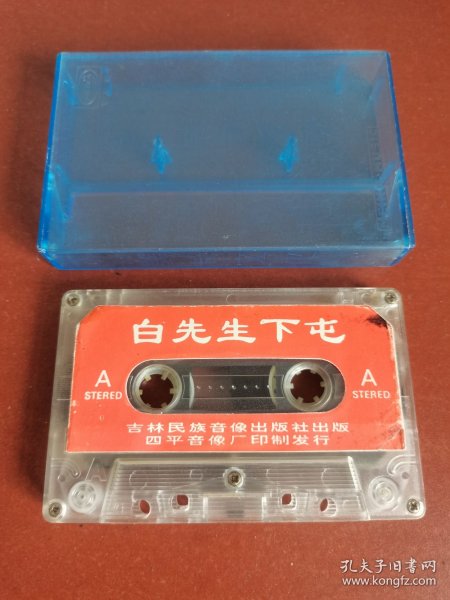 白先生下屯
A
STEREO
A
STEREO
吉林民族音像出版社出版
四平音像厂印制发行
孔夫子旧书网
www.kongfz.com